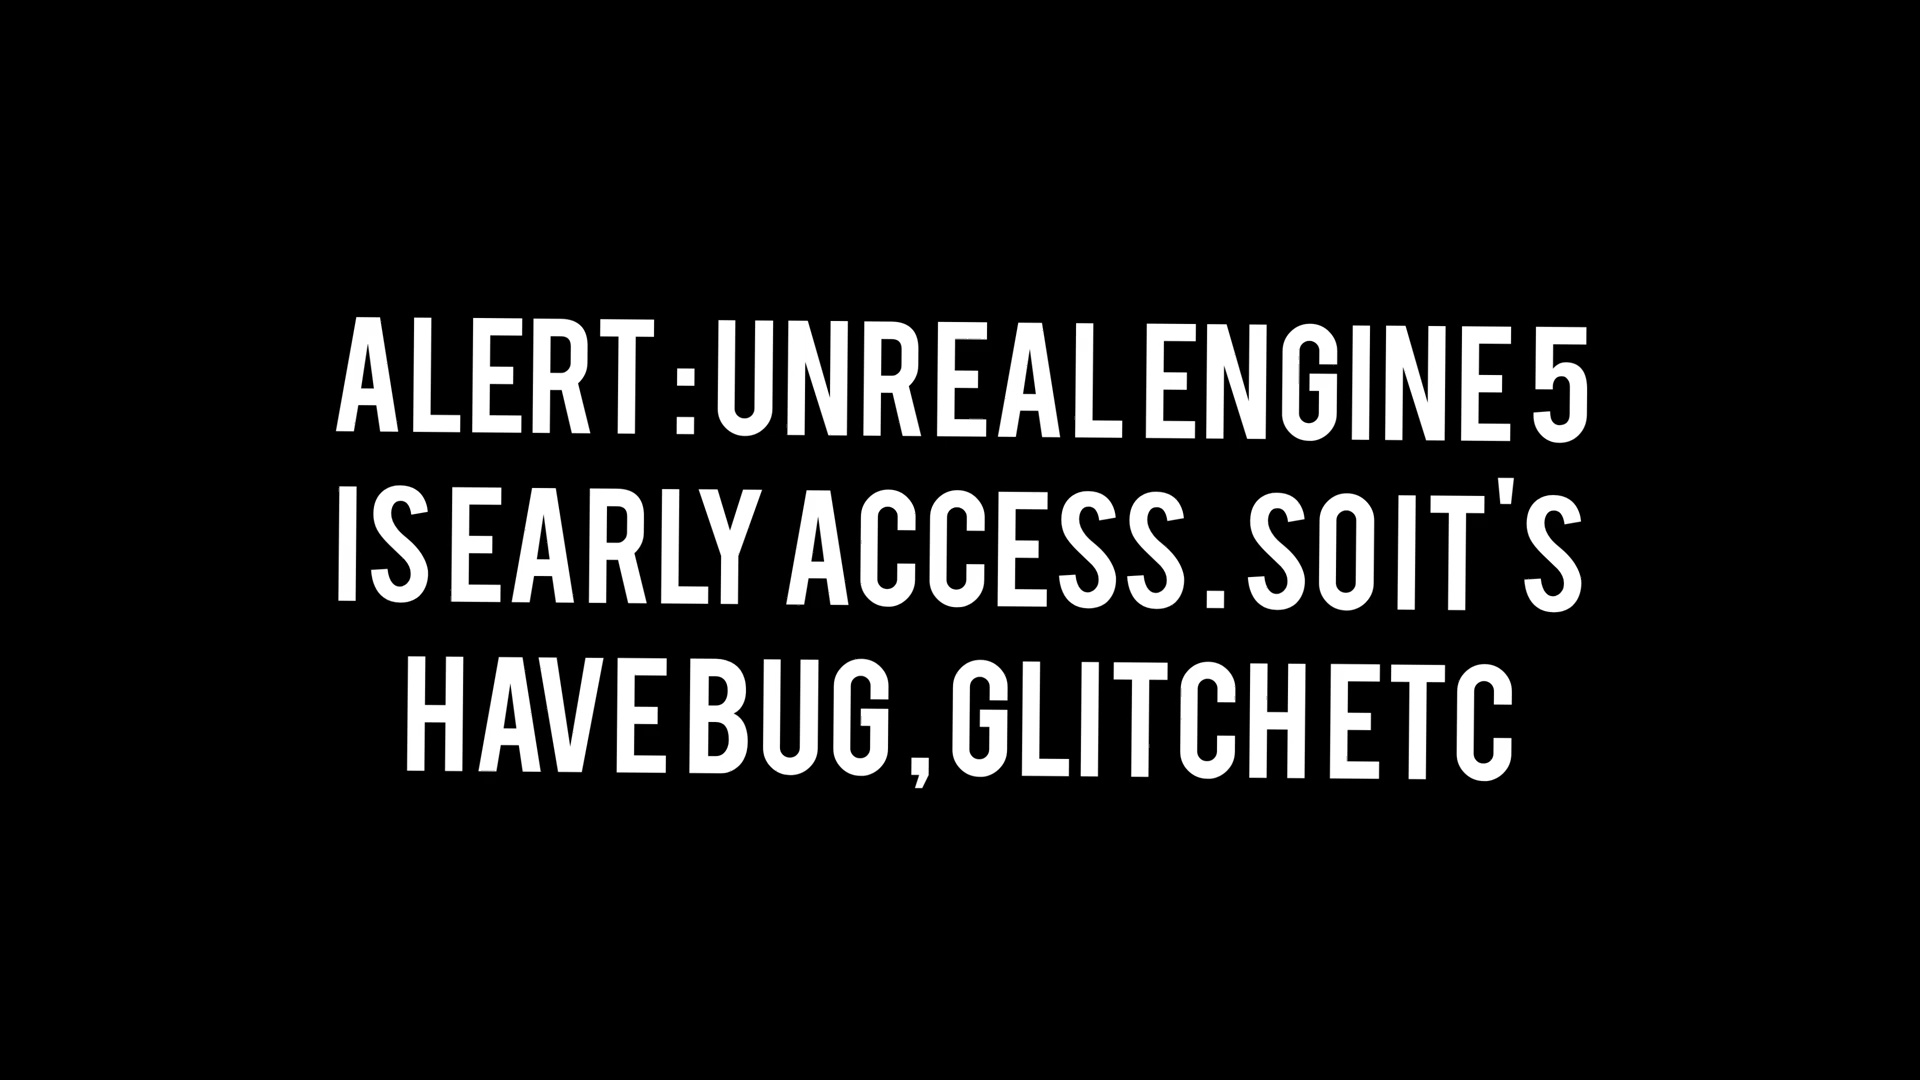 ALERT : UNREAL ENGINE 5
IS EARLY ACCESS . SO IT'S
HAVE BUG , GLITCH ETC